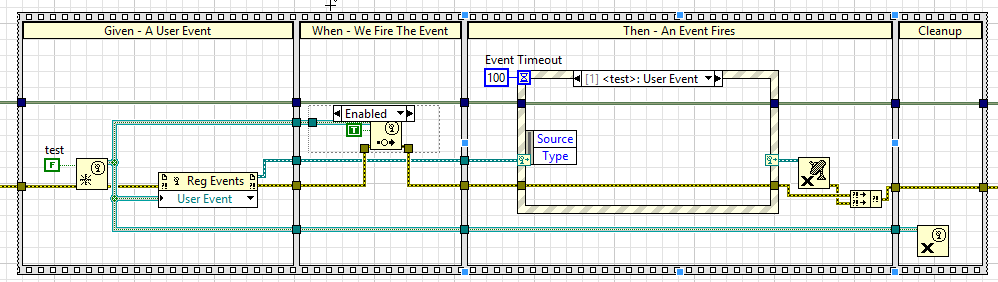 Given - A User Event
When - We Fire The Event
Then - An Event Fires
Cleanup
Event Timeout
100
[1] <test>: User Event
Enabled
T
test
F
Source
Type
Reg Events
User Event